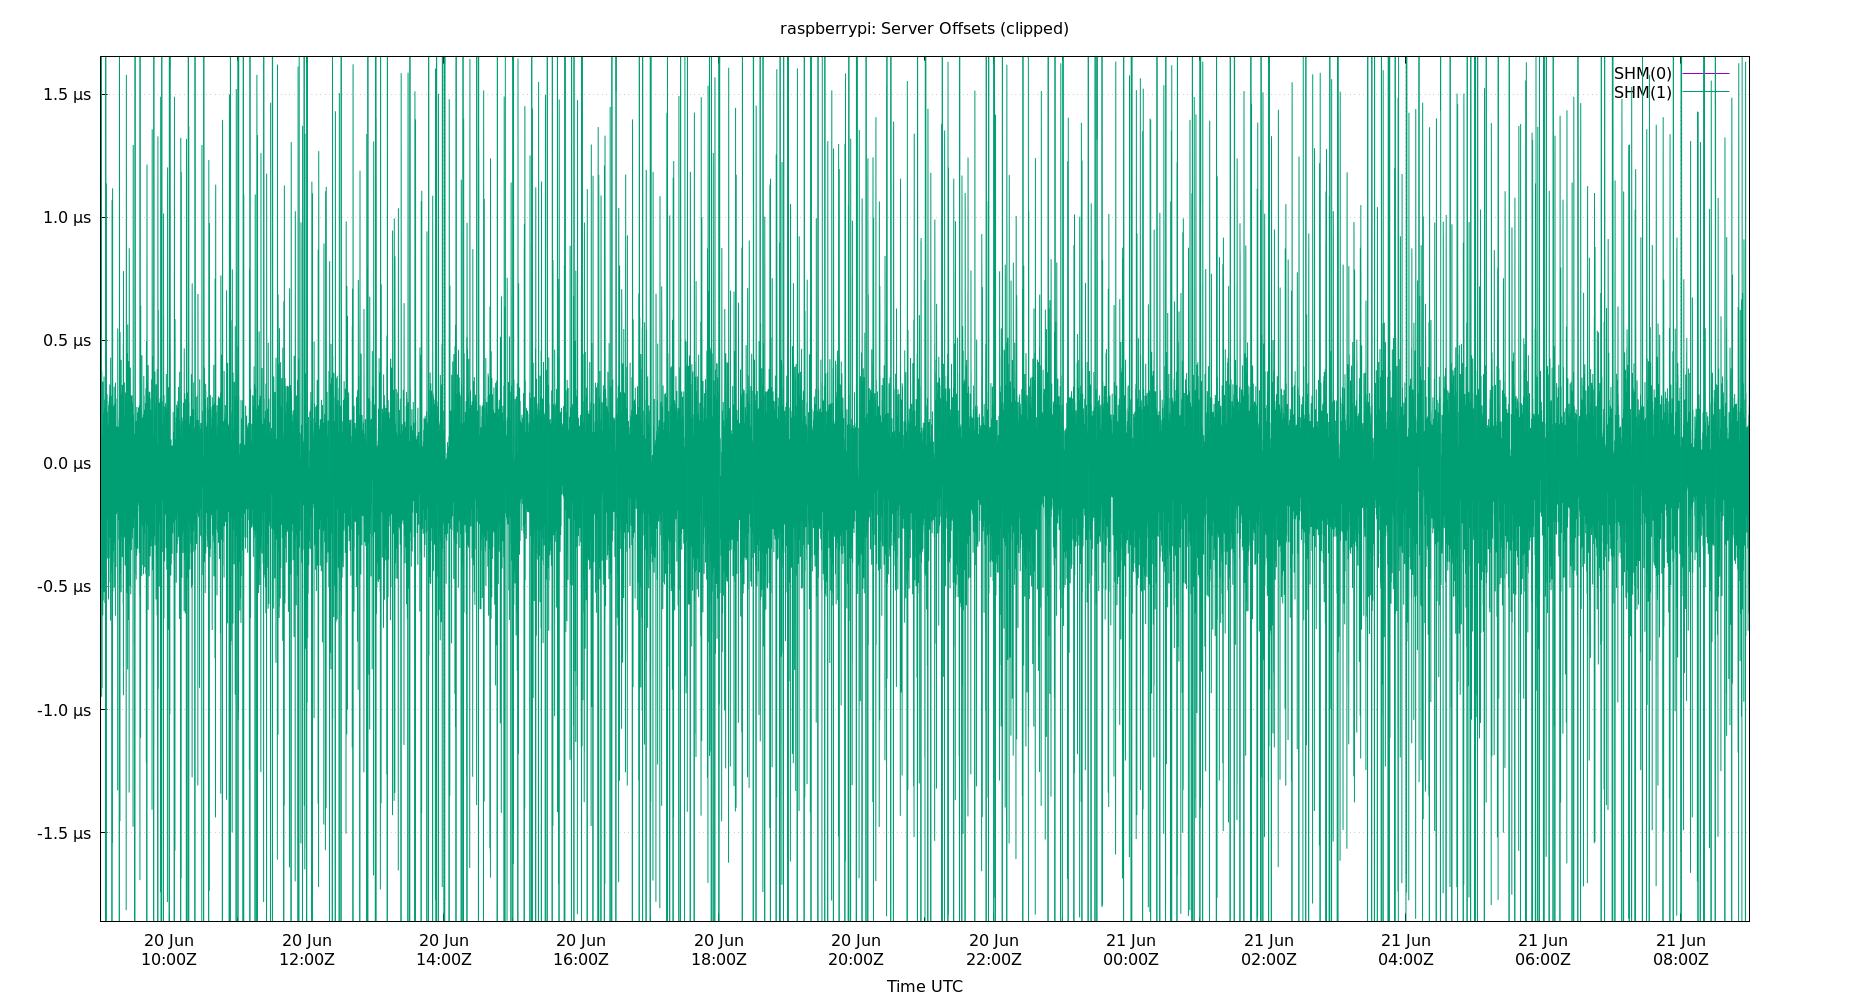 raspberrypi: Server Offsets (clipped)
SHM(0)
SHM(1)
1.5 µs
1.0 µs
0.5 µs
0.0 µs
-0.5 µs
-1.0 µs
-1.5 µs
20 Jun 20 Jun 20 Jun 20 Jun 20 Jun 20 Jun 20 Jun 21 Jun 21 Jun 21 Jun 21 Jun 21 Jun
10:00Z 12:00Z 14:00Z 16:00Z 18:00Z 20:00Z 22:00Z 00:00Z 02:00Z 04:00Z 06:00Z 08:00Z
Time UTC